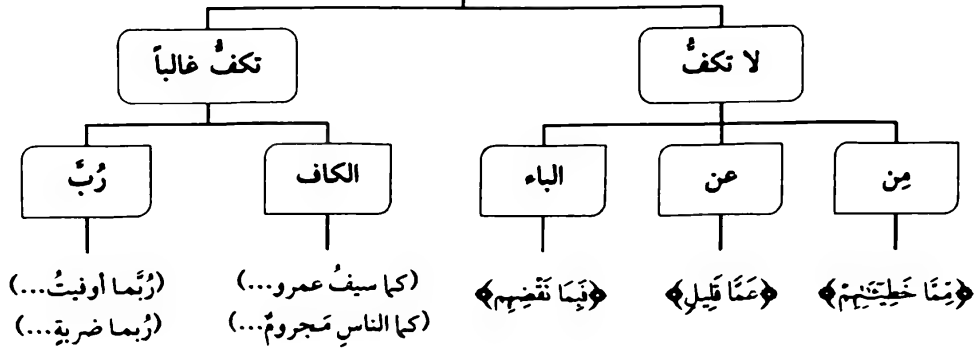 لا تكفُّ
تكفُّ غالباً
مِن
عن
الباء
الكاف
رُبَّ
﴿مِّمَّا خَطِيٓـَٰٔتِهِمْ﴾
﴿عَمَّا قَلِيلٍ﴾
﴿فَبِمَا نَقْضِهِم﴾
(كما سيفُ عمرو...)
(كما الناسِ مَجرومٌ...)
(رُبَّما أوفيتُ...)
(رُبما ضربةٍ...)